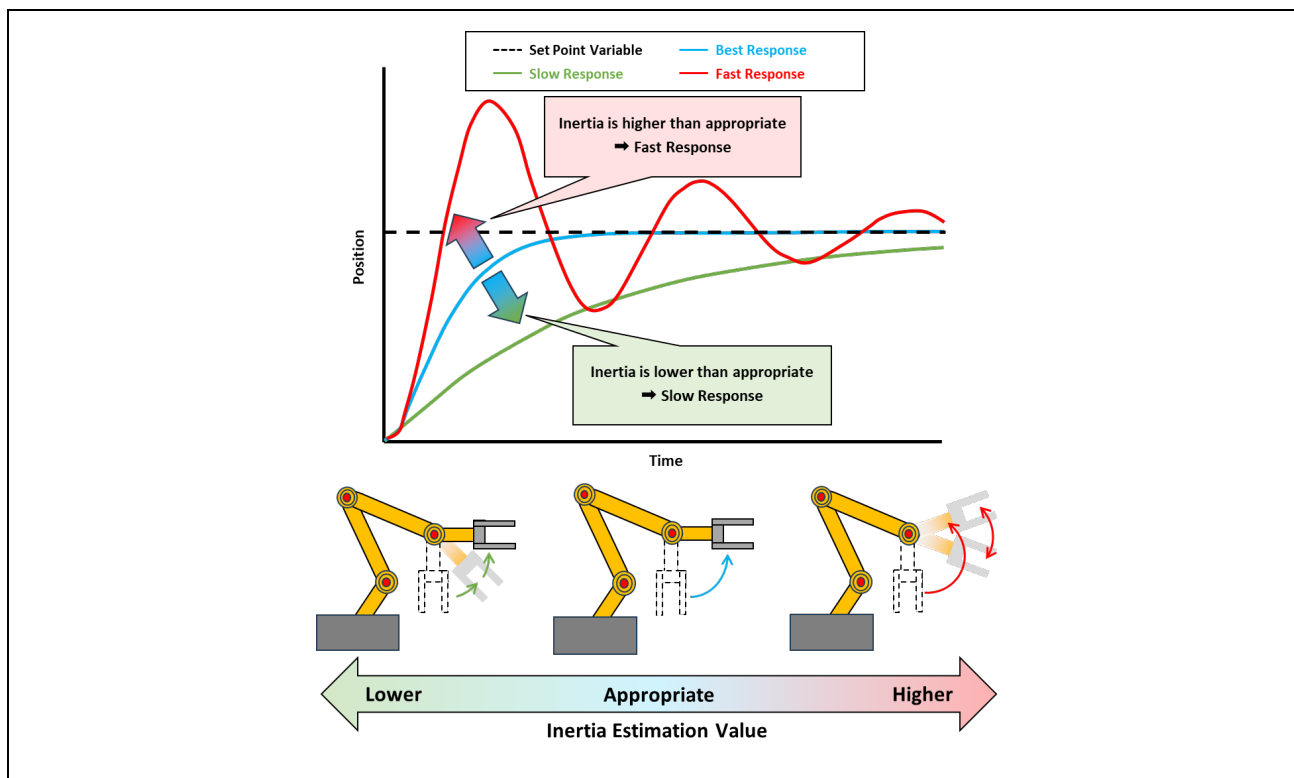 Set Point Variable
Best Response
Slow Response
Fast Response
Inertia is higher than appropriate
➡ Fast Response
Position
Inertia is lower than appropriate
➡ Slow Response
Time
Lower
Appropriate
Higher
Inertia Estimation Value